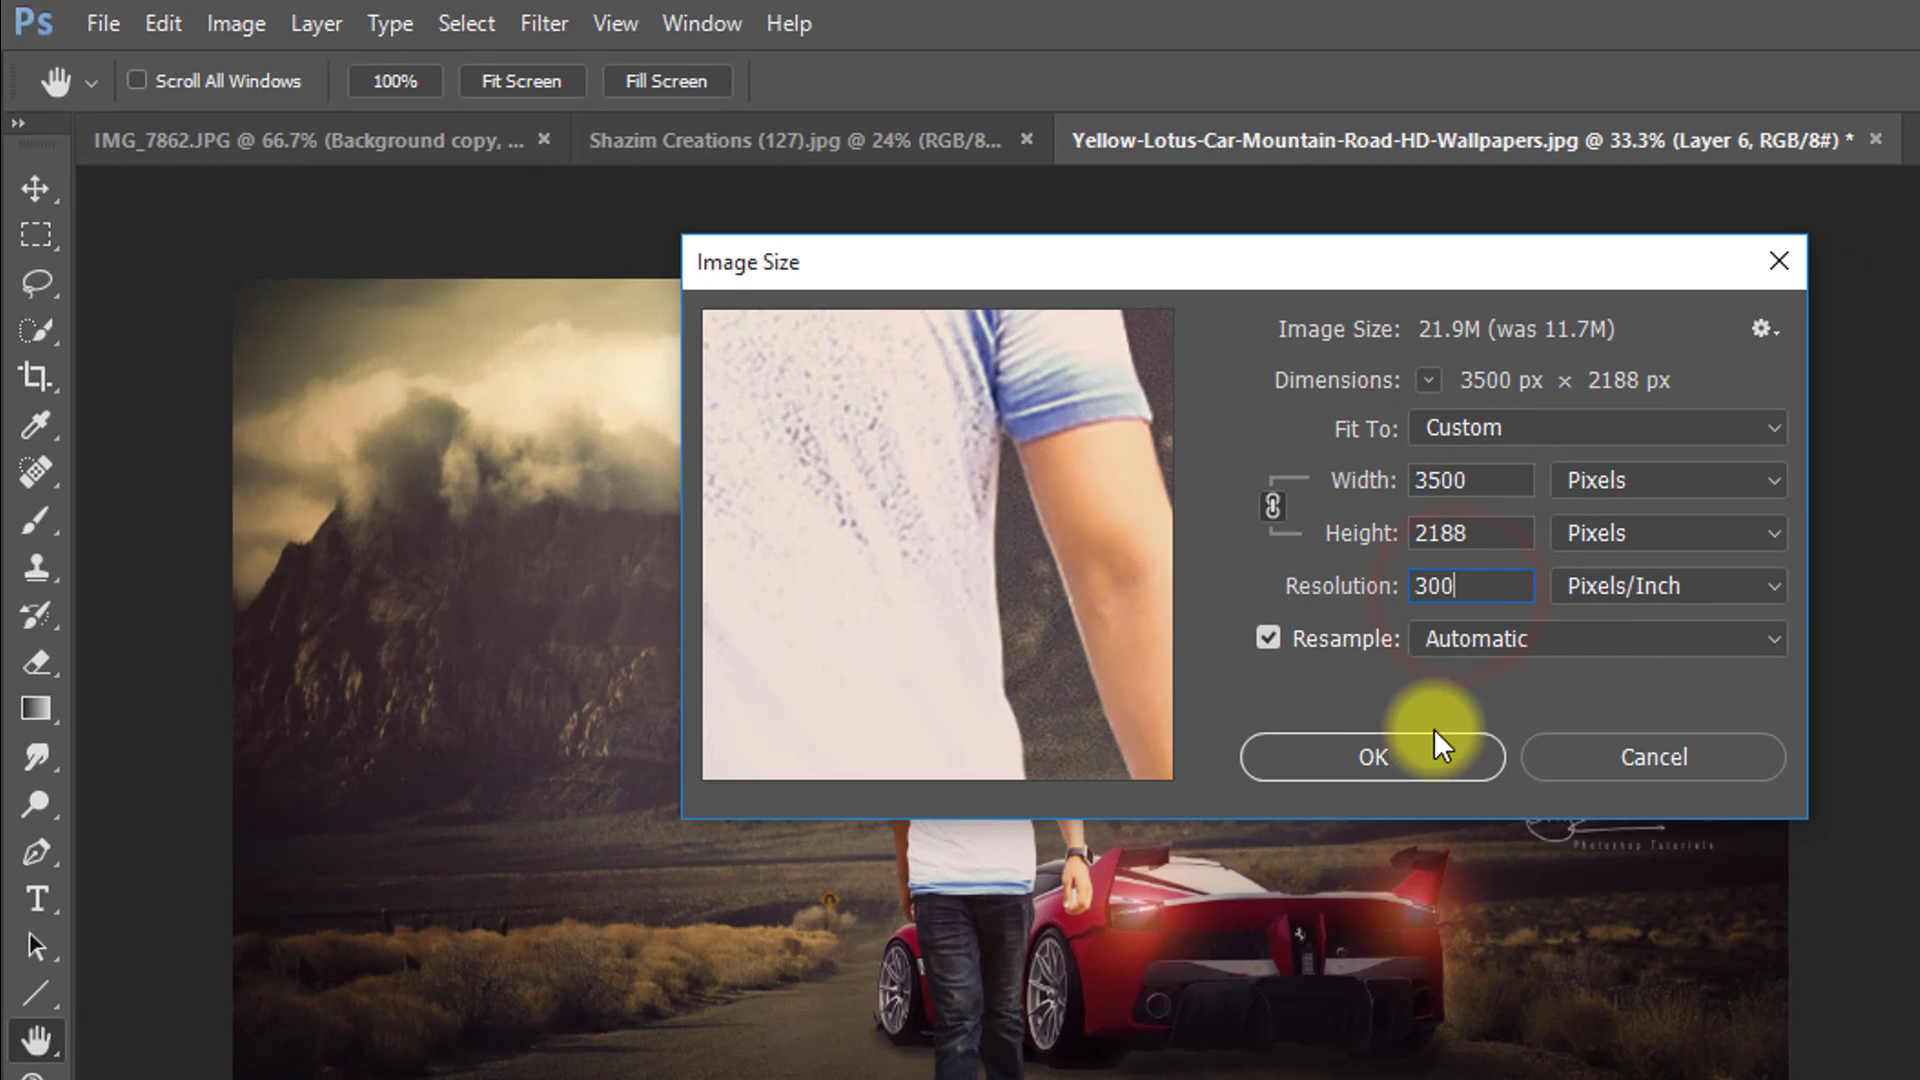 Ps File Edit Image Layer Type Select Filter View Window Help
Scroll All Windows 100% Fit Screen Fill Screen
IMG_7862.JPG @ 66.7% (Background copy, ... × Shazim Creations (127).jpg @ 24% (RGB/8... × Yellow-Lotus-Car-Mountain-Road-HD-Wallpapers.jpg @ 33.3% (Layer 6, RGB/8#) * ×
Image Size
Image Size: 21.9M (was 11.7M)
Dimensions: 3500 px × 2188 px
Fit To: Custom
Width: 3500 Pixels
Height: 2188 Pixels
Resolution: 300 Pixels/Inch
Resample: Automatic
OK Cancel
Photoshop Tutorials
T